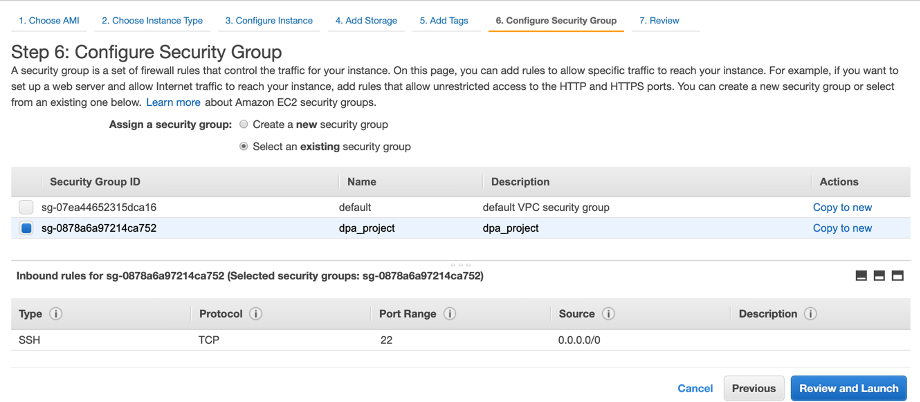 1. Choose AMI 2. Choose Instance Type 3. Configure Instance 4. Add Storage 5. Add Tags 6. Configure Security Group 7. Review
Step 6: Configure Security Group
A security group is a set of firewall rules that control the traffic for your instance. On this page, you can add rules to allow specific traffic to reach your instance. For example, if you want to
set up a web server and allow Internet traffic to reach your instance, add rules that allow unrestricted access to the HTTP and HTTPS ports. You can create a new security group or select
from an existing one below. Learn more about Amazon EC2 security groups.
Assign a security group: Create a new security group
Select an existing security group
Security Group ID Name Description Actions
sg-07ea44652315dca16 default default VPC security group Copy to new
sg-0878a6a97214ca752 dpa_project dpa_project Copy to new
Inbound rules for sg-0878a6a97214ca752 (Selected security groups: sg-0878a6a97214ca752)
Type i Protocol i Port Range i Source i Description i
SSH TCP 22 0.0.0.0/0
Cancel Previous Review and Launch